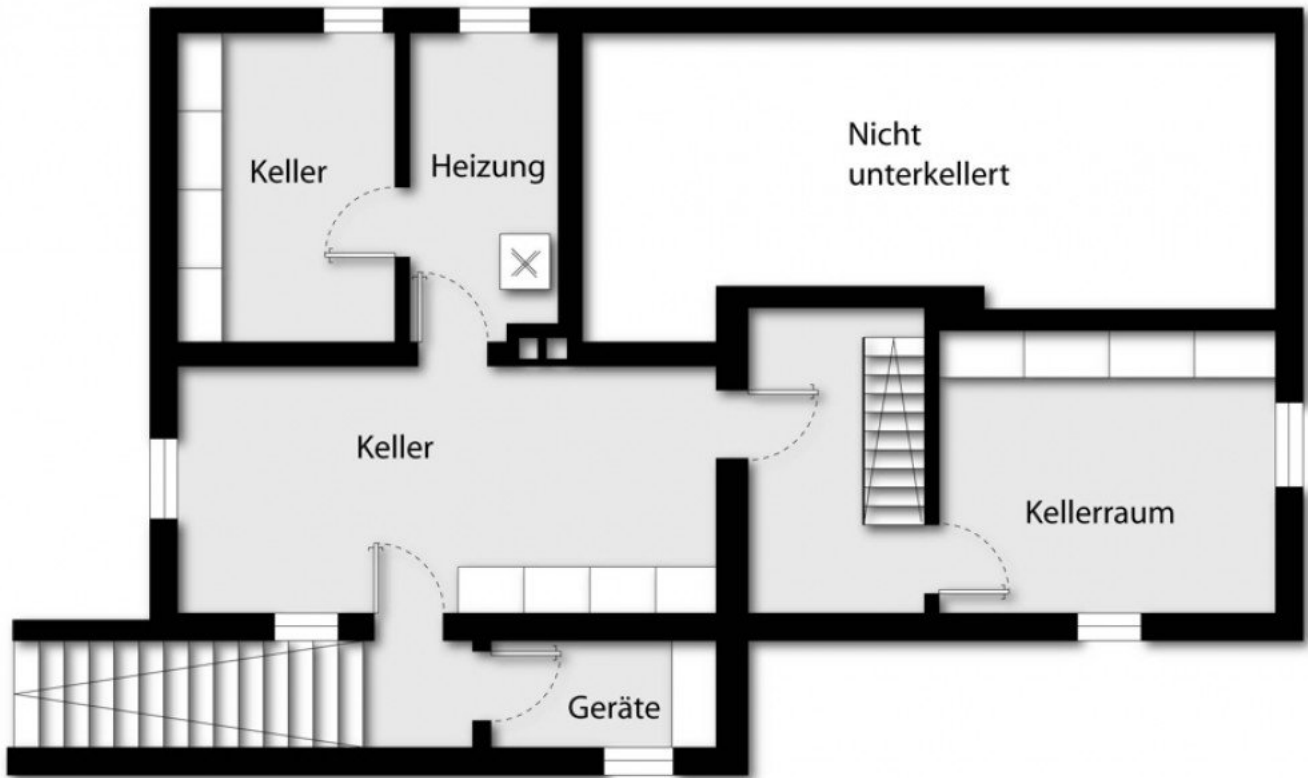 Nicht
unterkellert
Keller
Heizung
Keller
Kellerraum
Geräte